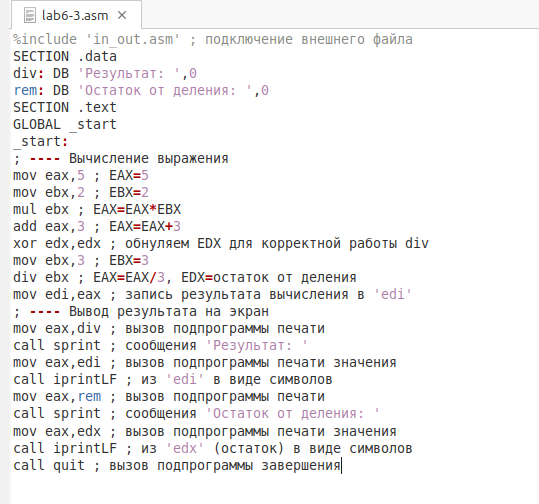 lab6-3.asm ×
%include 'in_out.asm' ; подключение внешнего файла
SECTION .data
div: DB 'Результат: ',0
rem: DB 'Остаток от деления: ',0
SECTION .text
GLOBAL _start
_start:
; ---- Вычисление выражения
mov eax,5 ; EAX=5
mov ebx,2 ; EBX=2
mul ebx ; EAX=EAX*EBX
add eax,3 ; EAX=EAX+3
xor edx,edx ; обнуляем EDX для корректной работы div
mov ebx,3 ; EBX=3
div ebx ; EAX=EAX/3, EDX=остаток от деления
mov edi,eax ; запись результата вычисления в 'edi'
; ---- Вывод результата на экран
mov eax,div ; вызов подпрограммы печати
call sprint ; сообщения 'Результат: '
mov eax,edi ; вызов подпрограммы печати значения
call iprintLF ; из 'edi' в виде символов
mov eax,rem ; вызов подпрограммы печати
call sprint ; сообщения 'Остаток от деления: '
mov eax,edx ; вызов подпрограммы печати значения
call iprintLF ; из 'edx' (остаток) в виде символов
call quit ; вызов подпрограммы завершения